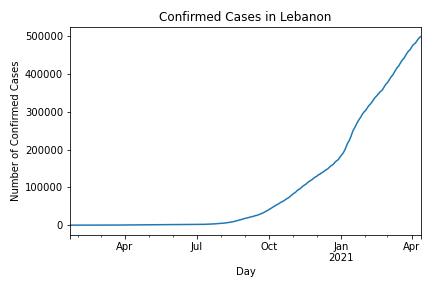 Confirmed Cases in Lebanon
Number of Confirmed Cases
500000
400000
300000
200000
100000
0
Apr
Jul
Oct
Jan
2021
Apr
Day